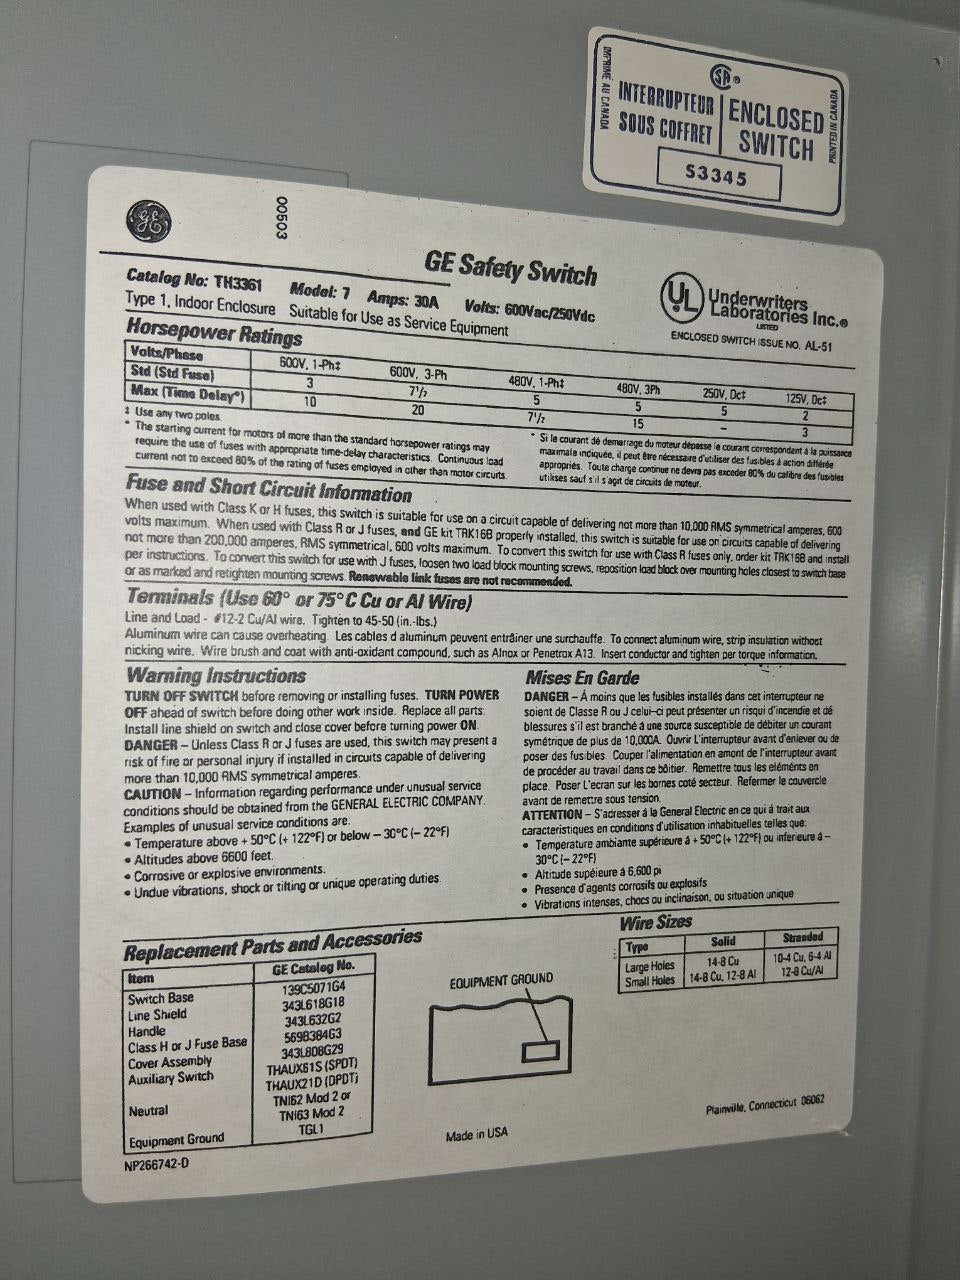 SA®
IMPRIMÉ AU CANADA
INTERRUPTEUR
SOUS COFFRET
ENCLOSED
SWITCH
PRINTED IN CANADA
S3345
GE
00503
GE Safety Switch
Catalog No: TH3361 Model: 7 Amps: 30A Volts: 600Vac/250Vdc
Type 1, Indoor Enclosure Suitable for Use as Service Equipment
UL Underwriters
Laboratories Inc.®
LISTED
ENCLOSED SWITCH ISSUE NO. AL-51
Horsepower Ratings
Volts/Phase 600V, 1-Ph‡ 600V, 3-Ph 480V, 1-Ph‡ 480V, 3Ph 250V, Dc‡ 125V, Dc‡
Std (Std Fuse) 3 7½ 5 5 5 2
Max (Time Delay*) 10 20 7½ 15 – 3
‡ Use any two poles.
* The starting current for motors of more than the standard horsepower ratings may
require the use of fuses with appropriate time-delay characteristics. Continuous load
current not to exceed 80% of the rating of fuses employed in other than motor circuits.
* Si le courant dé demarrage du moteur dépasse le courant correspondent à la puissance
maximale indiquée, il peut être nécessaire d'utiliser des fusibles à action différée
appropriés. Toute charge continue ne devra pas exceder 80% du calibre des fusibles
utilises sauf s'il s'agit de circuits de moteur.
Fuse and Short Circuit Information
When used with Class K or H fuses, this switch is suitable for use on a circuit capable of delivering not more than 10,000 RMS symmetrical amperes, 600
volts maximum. When used with Class R or J fuses, and GE kit TRK16B properly installed, this switch is suitable for use on circuits capable of delivering
not more than 200,000 amperes, RMS symmetrical, 600 volts maximum. To convert this switch for use with Class R fuses only, order kit TRK16B and install
per instructions. To convert this switch for use with J fuses, loosen two load block mounting screws, reposition load block over mounting holes closest to switch base
or as marked and retighten mounting screws. Renewable link fuses are not recommended.
Terminals (Use 60° or 75°C Cu or Al Wire)
Line and Load - #12-2 Cu/Al wire. Tighten to 45-50 (in.-lbs.)
Aluminum wire can cause overheating. Les cables d aluminum peuvent entrâiner une surchauffe. To connect aluminum wire, strip insulation without
nicking wire. Wire brush and coat with anti-oxidant compound, such as Alnox or Penetrox A13. Insert conductor and tighten per torque information.
Warning Instructions
TURN OFF SWITCH before removing or installing fuses. TURN POWER
OFF ahead of switch before doing other work inside. Replace all parts.
Install line shield on switch and close cover before turning power ON.
DANGER – Unless Class R or J fuses are used, this switch may present a
risk of fire or personal injury if installed in circuits capable of delivering
more than 10,000 RMS symmetrical amperes.
CAUTION – Information regarding performance under unusual service
conditions should be obtained from the GENERAL ELECTRIC COMPANY.
Examples of unusual service conditions are:
• Temperature above + 50°C (+ 122°F) or below – 30°C (– 22°F)
• Altitudes above 6600 feet.
• Corrosive or explosive environments.
• Undue vibrations, shock or tilting or unique operating duties.
Mises En Garde
DANGER – Á moins que les fusibles installés dans cet interrupteur ne
soient de Classe R ou J celui-ci peut présenter un risqui d'incendie et dé
blessures s'il est branché á une source susceptible de débiter un courant
symétrique de plus de 10,000A. Ouvrir L'interrupteur avant d'enlever ou de
poser des fusibles. Couper l'alimentation en amont de l'interrupteur avant
de procéder au travail dans ce bôitier. Remettre tous les eléménts en
place. Poser L'ecran sur les bornes coté secteur. Refermer le couvercle
avant de remettre sous tension.
ATTENTION – S'adresser á la General Electric en ce qui á trait aux
caracteristiques en conditions d'utilisation inhabituelles telles que:
• Temperature ambiante supérieure á + 50°C (+ 122°F) ou inferieure á –
30°C (– 22°F)
• Altitude supéieure á 6,600 pi
• Presence d'agents corrosifs ou explosifs
• Vibrations intenses, chocs ou inclinaison, ou situation unique
Replacement Parts and Accessories
Item GE Catalog No.
Switch Base 139C5071G4
Line Shield 343L618G18
Handle 343L632G2
Class H or J Fuse Base 569B384G3
Cover Assembly 343L808G29
Auxiliary Switch THAUX61S (SPDT)
THAUX21D (DPDT)
Neutral TNI62 Mod 2 or
TNI63 Mod 2
Equipment Ground TGL1
NP266742-D
EQUIPMENT GROUND
Made in USA
Wire Sizes
Type Solid Stranded
Large Holes 14-8 Cu 10-4 Cu, 6-4 Al
Small Holes 14-8 Cu, 12-8 Al 12-8 Cu/Al
Plainville, Connecticut 06062